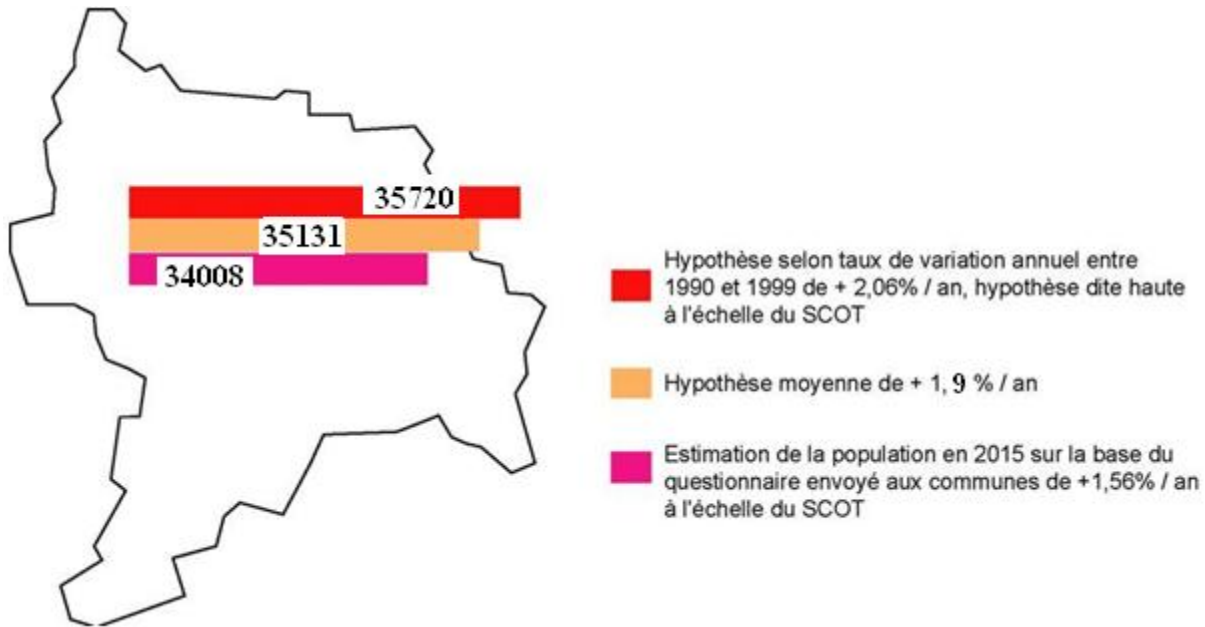 35720
35131
34008
Hypothèse selon taux de variation annuel entre
1990 et 1999 de + 2,06% / an, hypothèse dite haute
à l'échelle du SCOT
Hypothèse moyenne de + 1, 9 % / an
Estimation de la population en 2015 sur la base du
questionnaire envoyé aux communes de +1,56% / an
à l'échelle du SCOT